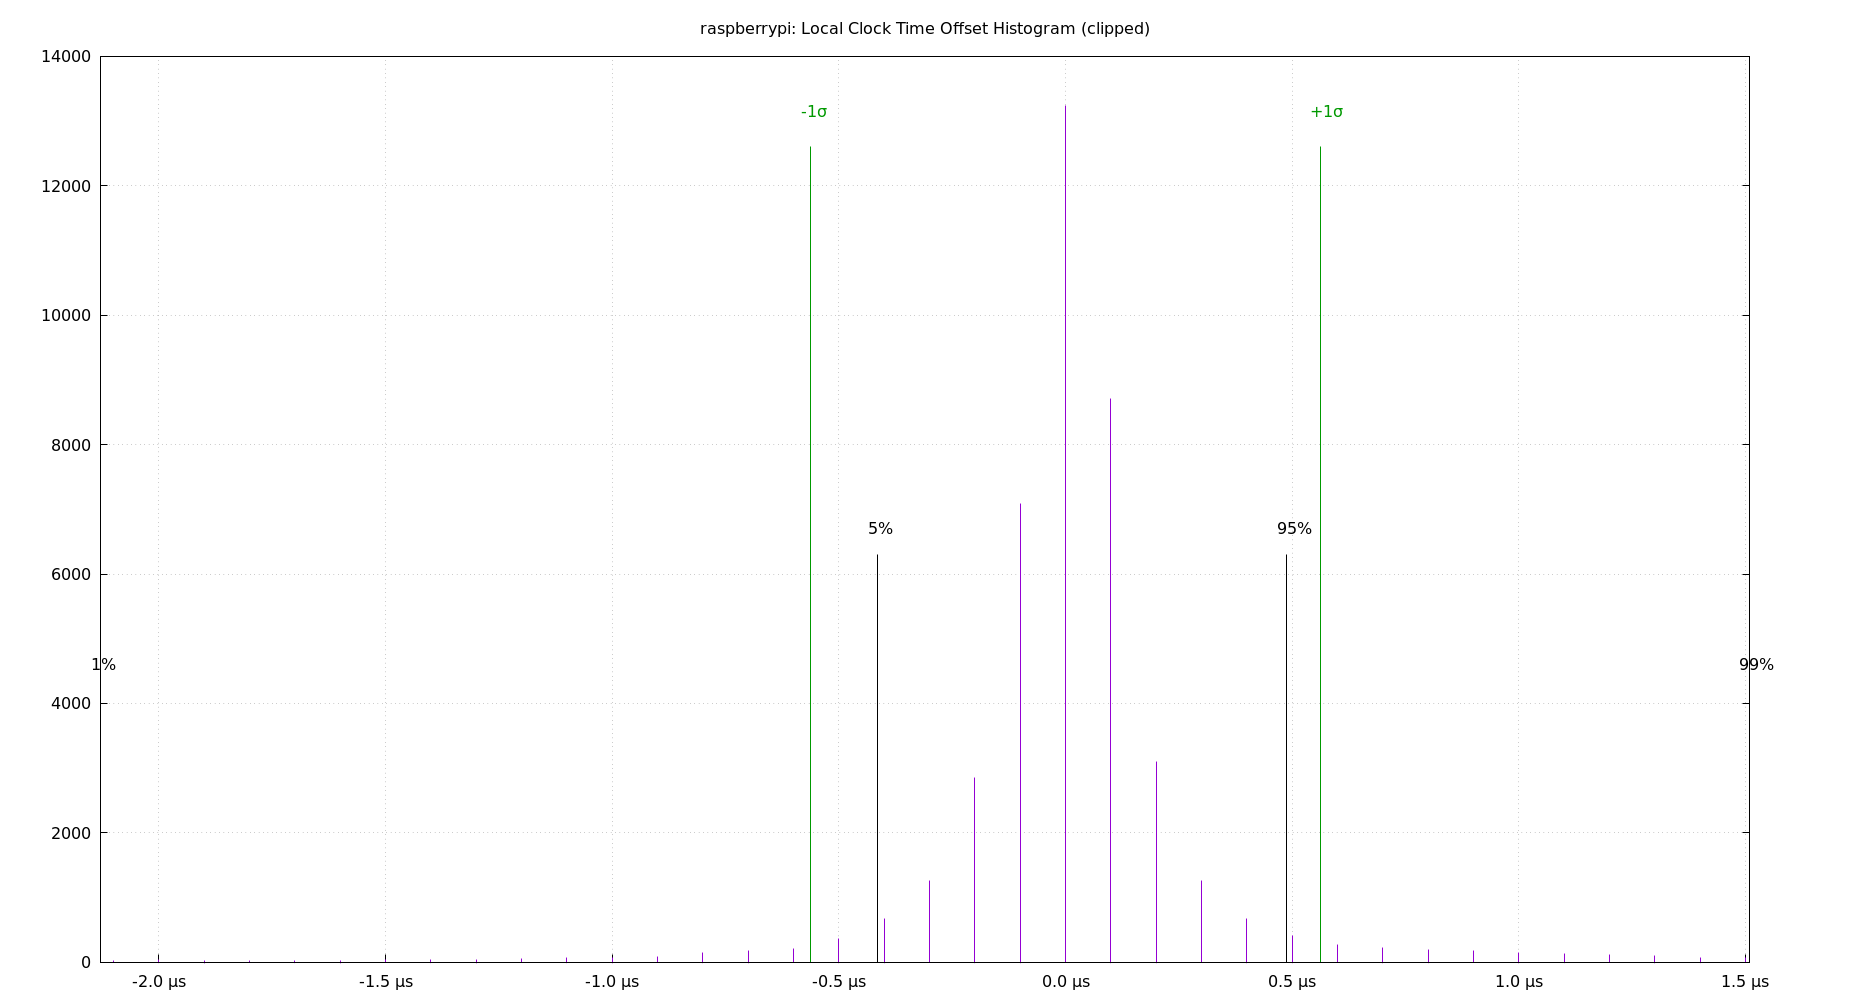 raspberrypi: Local Clock Time Offset Histogram (clipped)
14000
-1σ
+1σ
12000
10000
8000
5%
95%
6000
1%
99%
4000
2000
0
-2.0 µs
-1.5 µs
-1.0 µs
-0.5 µs
0.0 µs
0.5 µs
1.0 µs
1.5 µs